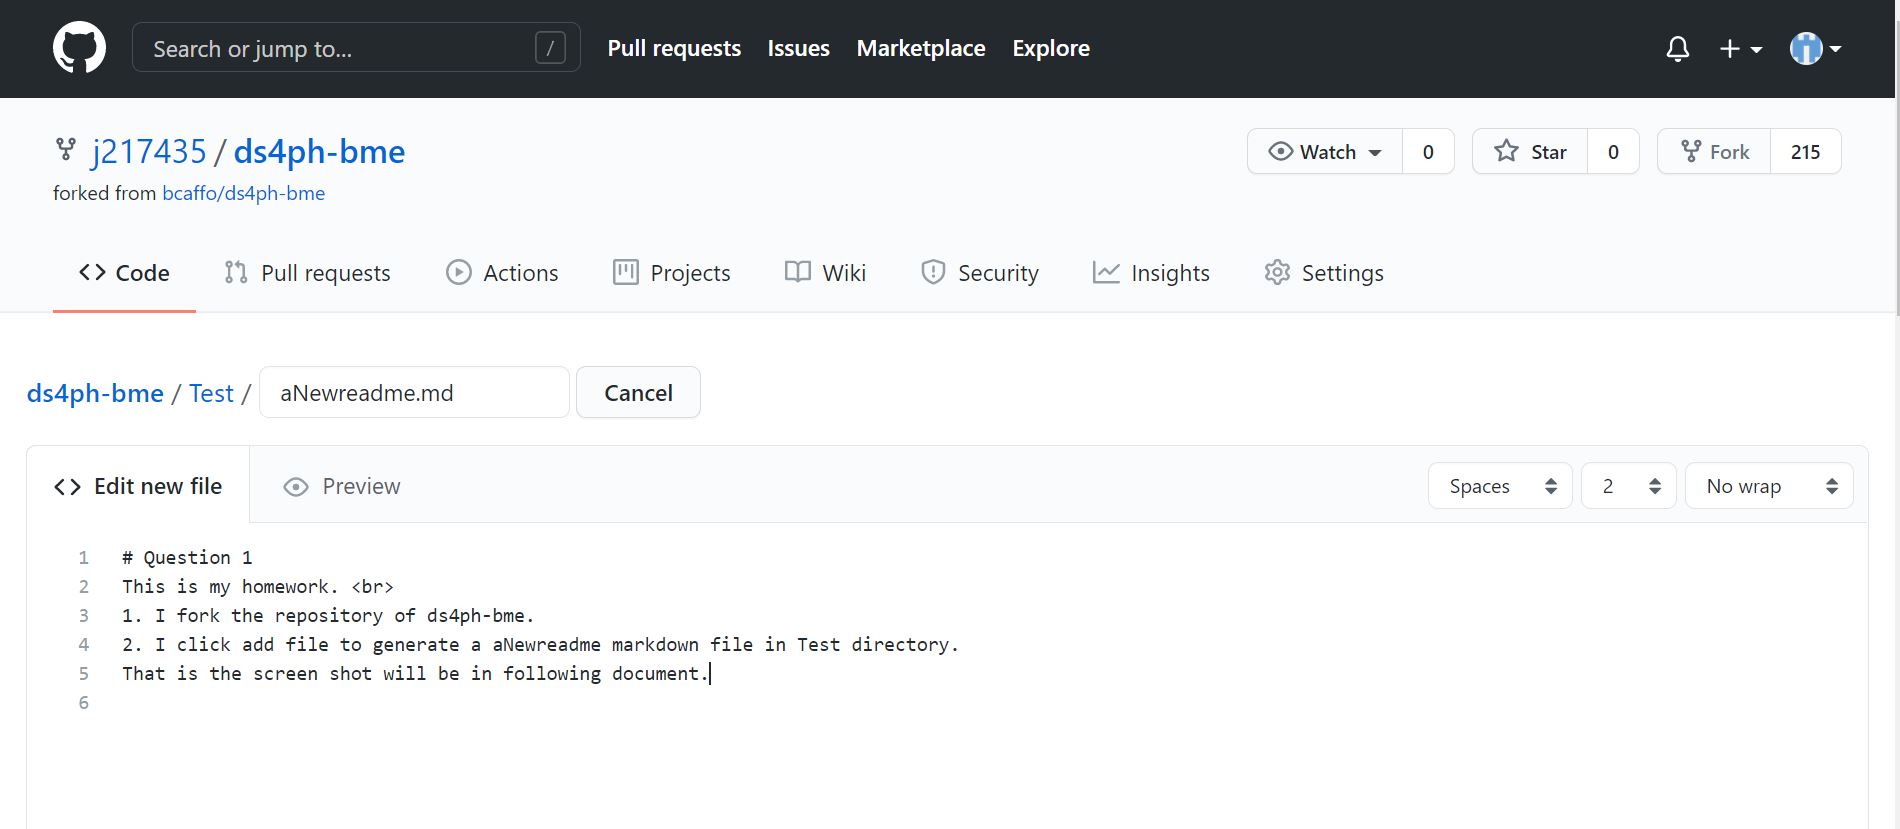 Search or jump to... / Pull requests Issues Marketplace Explore
j217435 / ds4ph-bme Watch 0 Star 0 Fork 215
forked from bcaffo/ds4ph-bme
Code Pull requests Actions Projects Wiki Security Insights Settings
ds4ph-bme / Test / aNewreadme.md Cancel
Edit new file Preview Spaces 2 No wrap
1 # Question 1
2 This is my homework. <br>
3 1. I fork the repository of ds4ph-bme.
4 2. I click add file to generate a aNewreadme markdown file in Test directory.
5 That is the screen shot will be in following document.
6